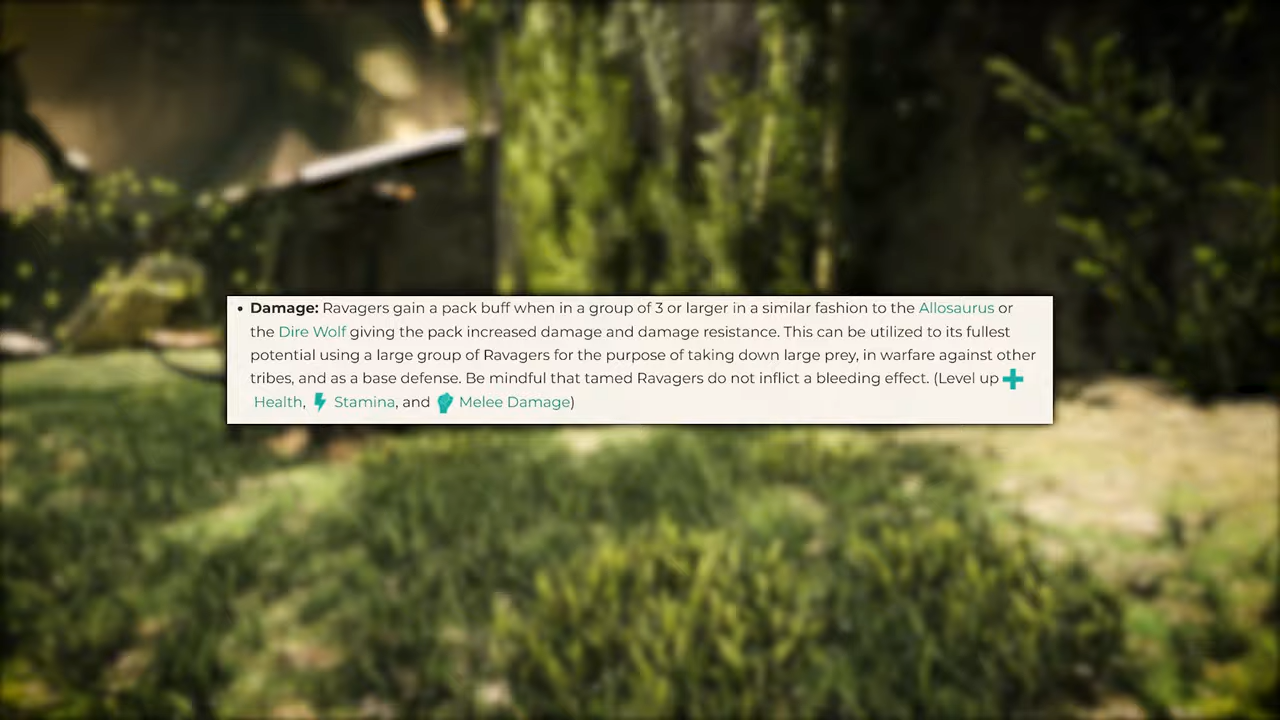 • Damage: Ravagers gain a pack buff when in a group of 3 or larger in a similar fashion to the Allosaurus or
the Dire Wolf giving the pack increased damage and damage resistance. This can be utilized to its fullest
potential using a large group of Ravagers for the purpose of taking down large prey, in warfare against other
tribes, and as a base defense. Be mindful that tamed Ravagers do not inflict a bleeding effect. (Level up
Health, Stamina, and Melee Damage)